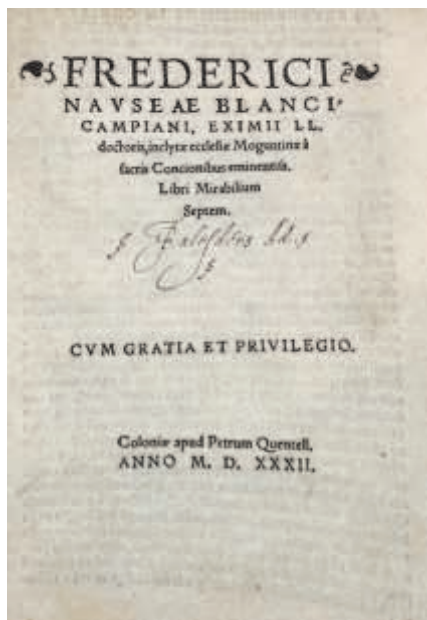 FREDERICI
NAVSEAE BLANCI-
CAMPIANI, EXIMII LL.
doctoris, inclytæ ecclesiæ Moguntinæ à
sacris Concionibus eminentiss.
Libri Mirabilium
Septem.
CVM GRATIA ET PRIVILEGIO.
Coloniæ apud Petrum Quentell.
ANNO M. D. XXXII.